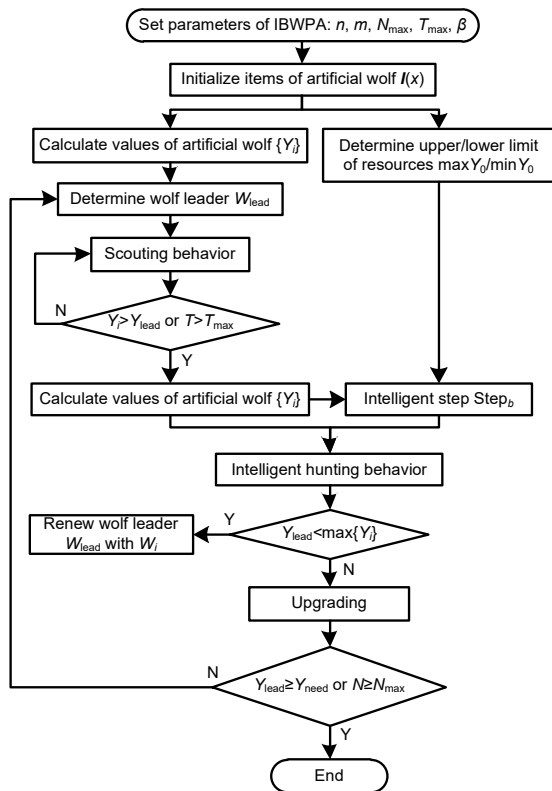 Set parameters of IBWPA: n, m, Nmax, Tmax, β
Initialize items of artificial wolf I(x)
Calculate values of artificial wolf {Yi}
Determine upper/lower limit
of resources maxY0/minY0
Determine wolf leader Wlead
Scouting behavior
N
Yi>Ylead or T>Tmax
Y
Calculate values of artificial wolf {Yi}
Intelligent step Stepb
Intelligent hunting behavior
Renew wolf leader
Wlead with Wi
Y
Ylead<max{Yi}
N
Upgrading
N
Ylead≥Yneed or N≥Nmax
Y
End